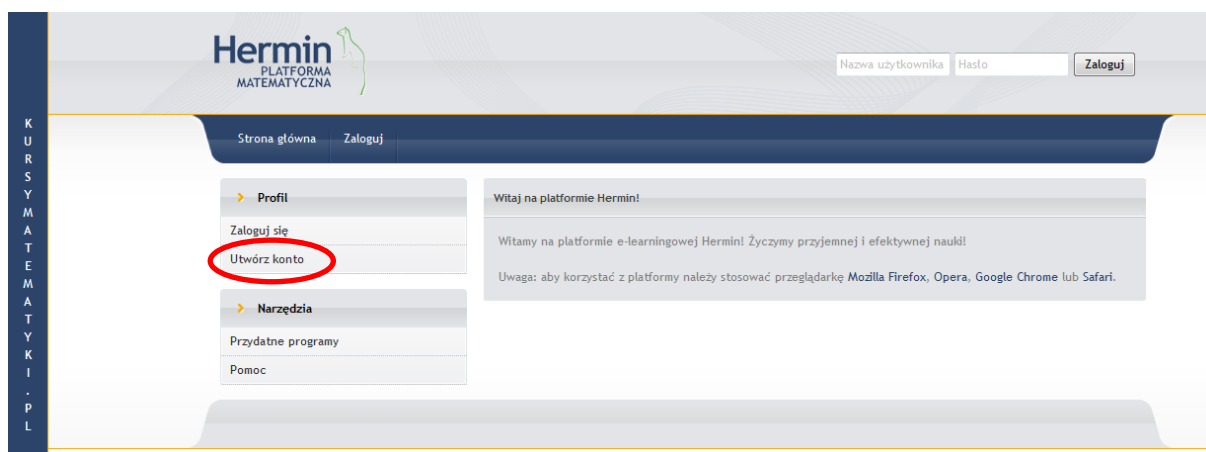 KURSYMATEMATYKI.PL
Hermin
PLATFORMA
MATEMATYCZNA
Nazwa użytkownika Hasło Zaloguj
Strona główna Zaloguj
Profil
Zaloguj się
Utwórz konto
Narzędzia
Przydatne programy
Pomoc
Witaj na platformie Hermin!
Witamy na platformie e-learningowej Hermin! Życzymy przyjemnej i efektywnej nauki!
Uwaga: aby korzystać z platformy należy stosować przeglądarkę Mozilla Firefox, Opera, Google Chrome lub Safari.